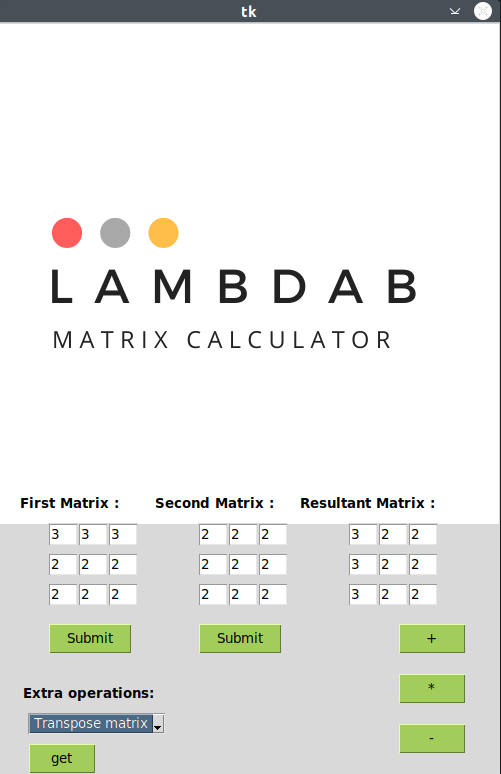 tk
LAMBDAB
MATRIX CALCULATOR
First Matrix : Second Matrix : Resultant Matrix :
3 3 3 2 2 2 3 2 2
2 2 2 2 2 2 3 2 2
2 2 2 2 2 2 3 2 2
Submit Submit +
*
Extra operations:
Transpose matrix
-
get